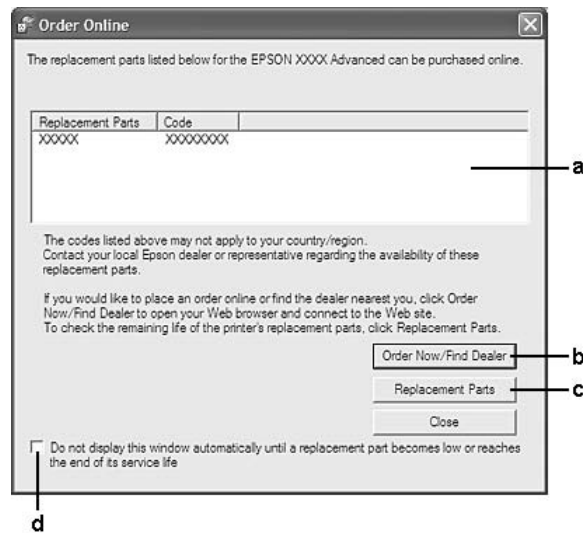 Order Online
The replacement parts listed below for the EPSON XXXX Advanced can be purchased online.
Replacement Parts Code
XXXXX XXXXXXXX
a
The codes listed above may not apply to your country/region.
Contact your local Epson dealer or representative regarding the availability of these
replacement parts.
If you would like to place an order online or find the dealer nearest you, click Order
Now/Find Dealer to open your Web browser and connect to the Web site.
To check the remaining life of the printer's replacement parts, click Replacement Parts.
Order Now/Find Dealer b
Replacement Parts c
Close
Do not display this window automatically until a replacement part becomes low or reaches
the end of its service life
d